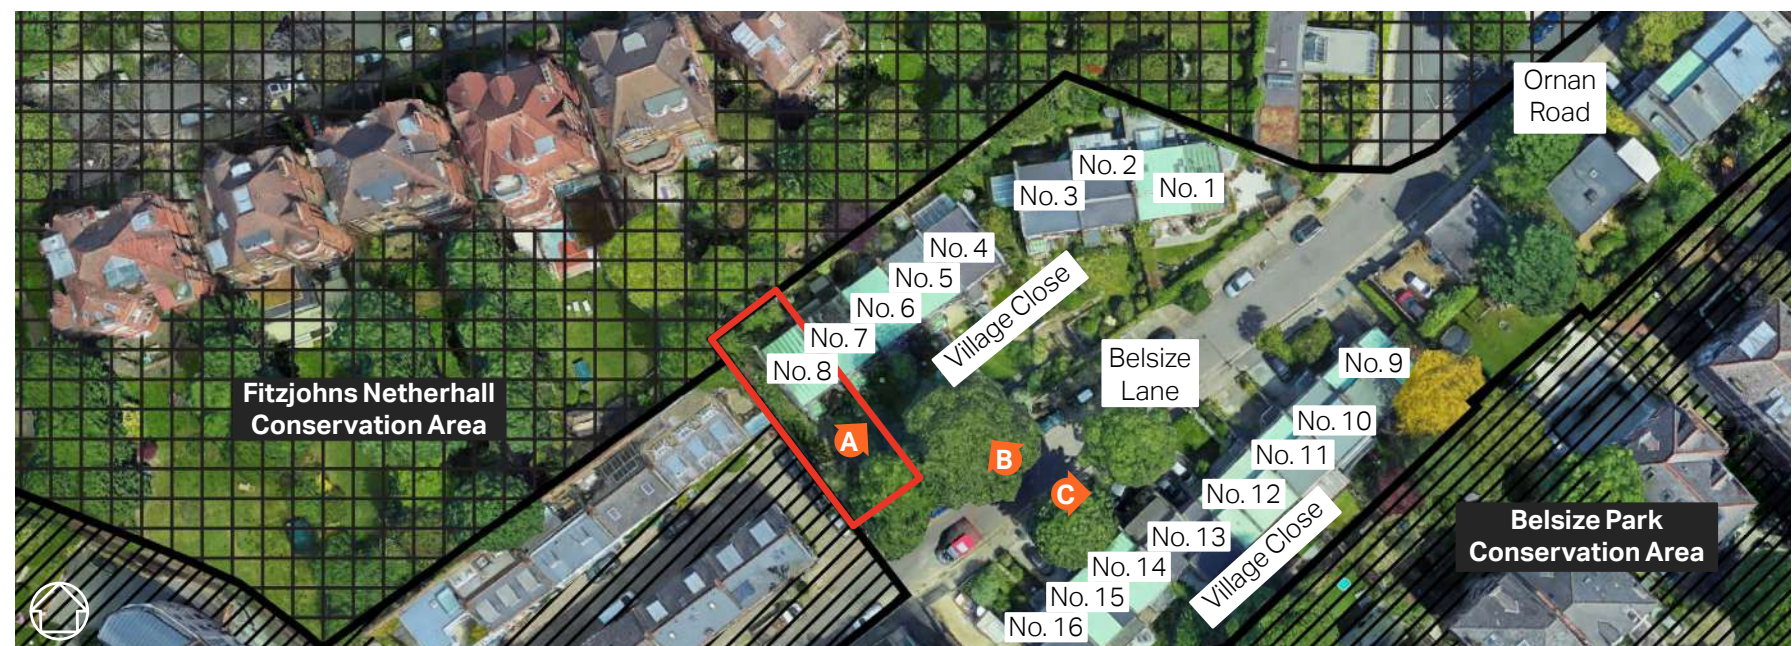 Ornan
Road
No. 2
No. 3
No. 1
No. 4
No. 5
No. 6
No. 7
No. 8
Village Close
Belsize
Lane
No. 9
No. 10
No. 11
No. 12
No. 13
No. 14
No. 15
No. 16
Village Close
Fitzjohns Netherhall
Conservation Area
A
B
C
Belsize Park
Conservation Area